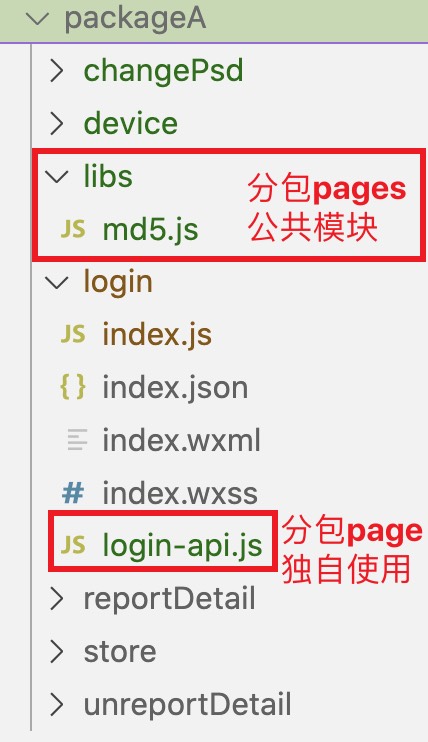 packageA
changePsd
device
libs
分包pages
JS md5.js
公共模块
login
JS index.js
{} index.json
index.wxml
# index.wxss
JS login-api.js
分包page
独自使用
reportDetail
store
unreportDetail